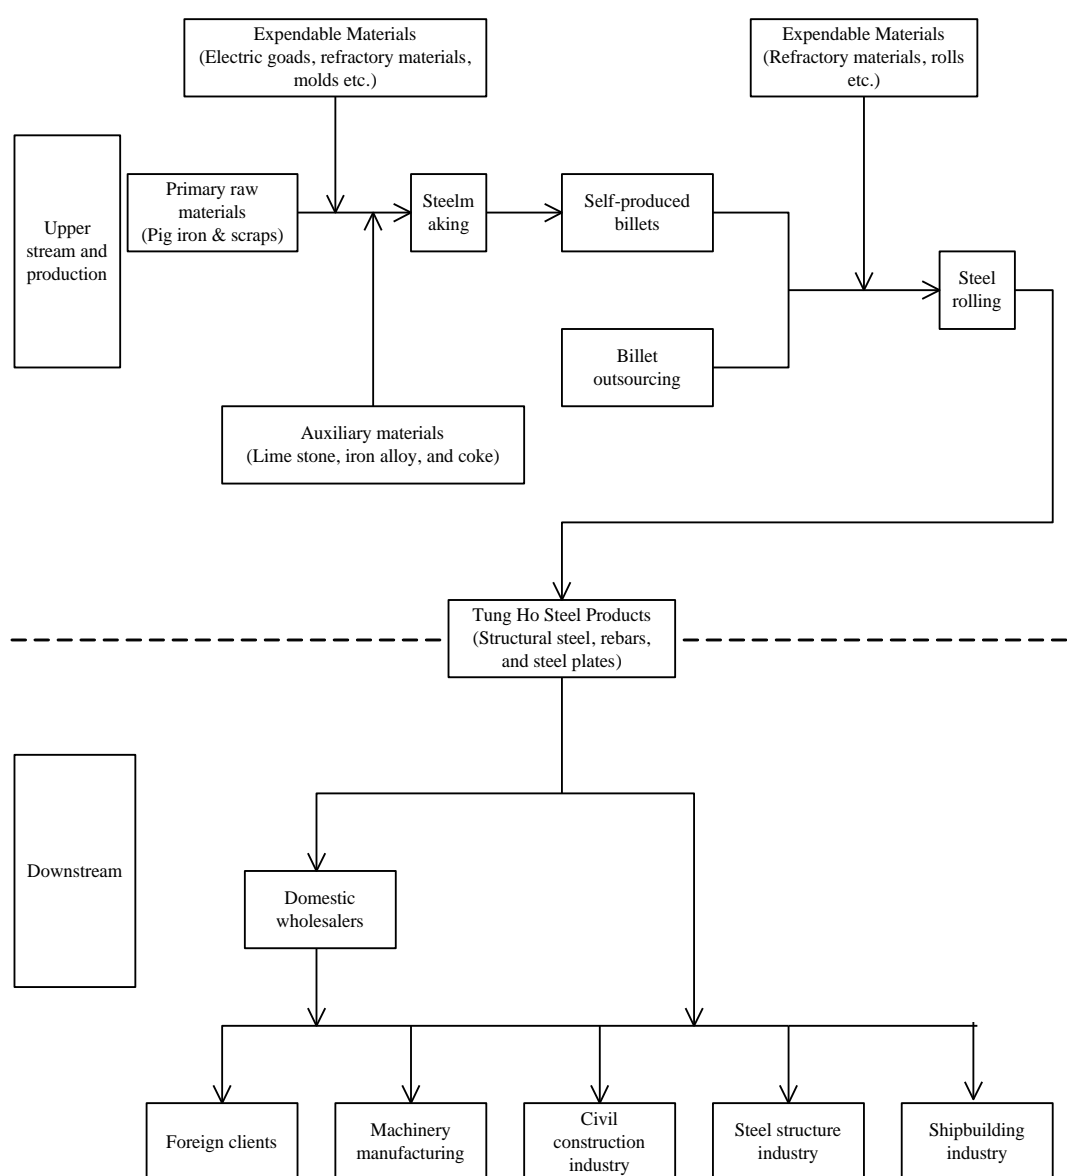 Expendable Materials
(Electric goads, refractory materials,
molds etc.)
Expendable Materials
(Refractory materials, rolls
etc.)
Upper
stream and
production
Primary raw
materials
(Pig iron & scraps)
Steelm
aking
Self-produced
billets
Steel
rolling
Billet
outsourcing
Auxiliary materials
(Lime stone, iron alloy, and coke)
Tung Ho Steel Products
(Structural steel, rebars,
and steel plates)
Downstream
Domestic
wholesalers
Foreign clients
Machinery
manufacturing
Civil
construction
industry
Steel structure
industry
Shipbuilding
industry